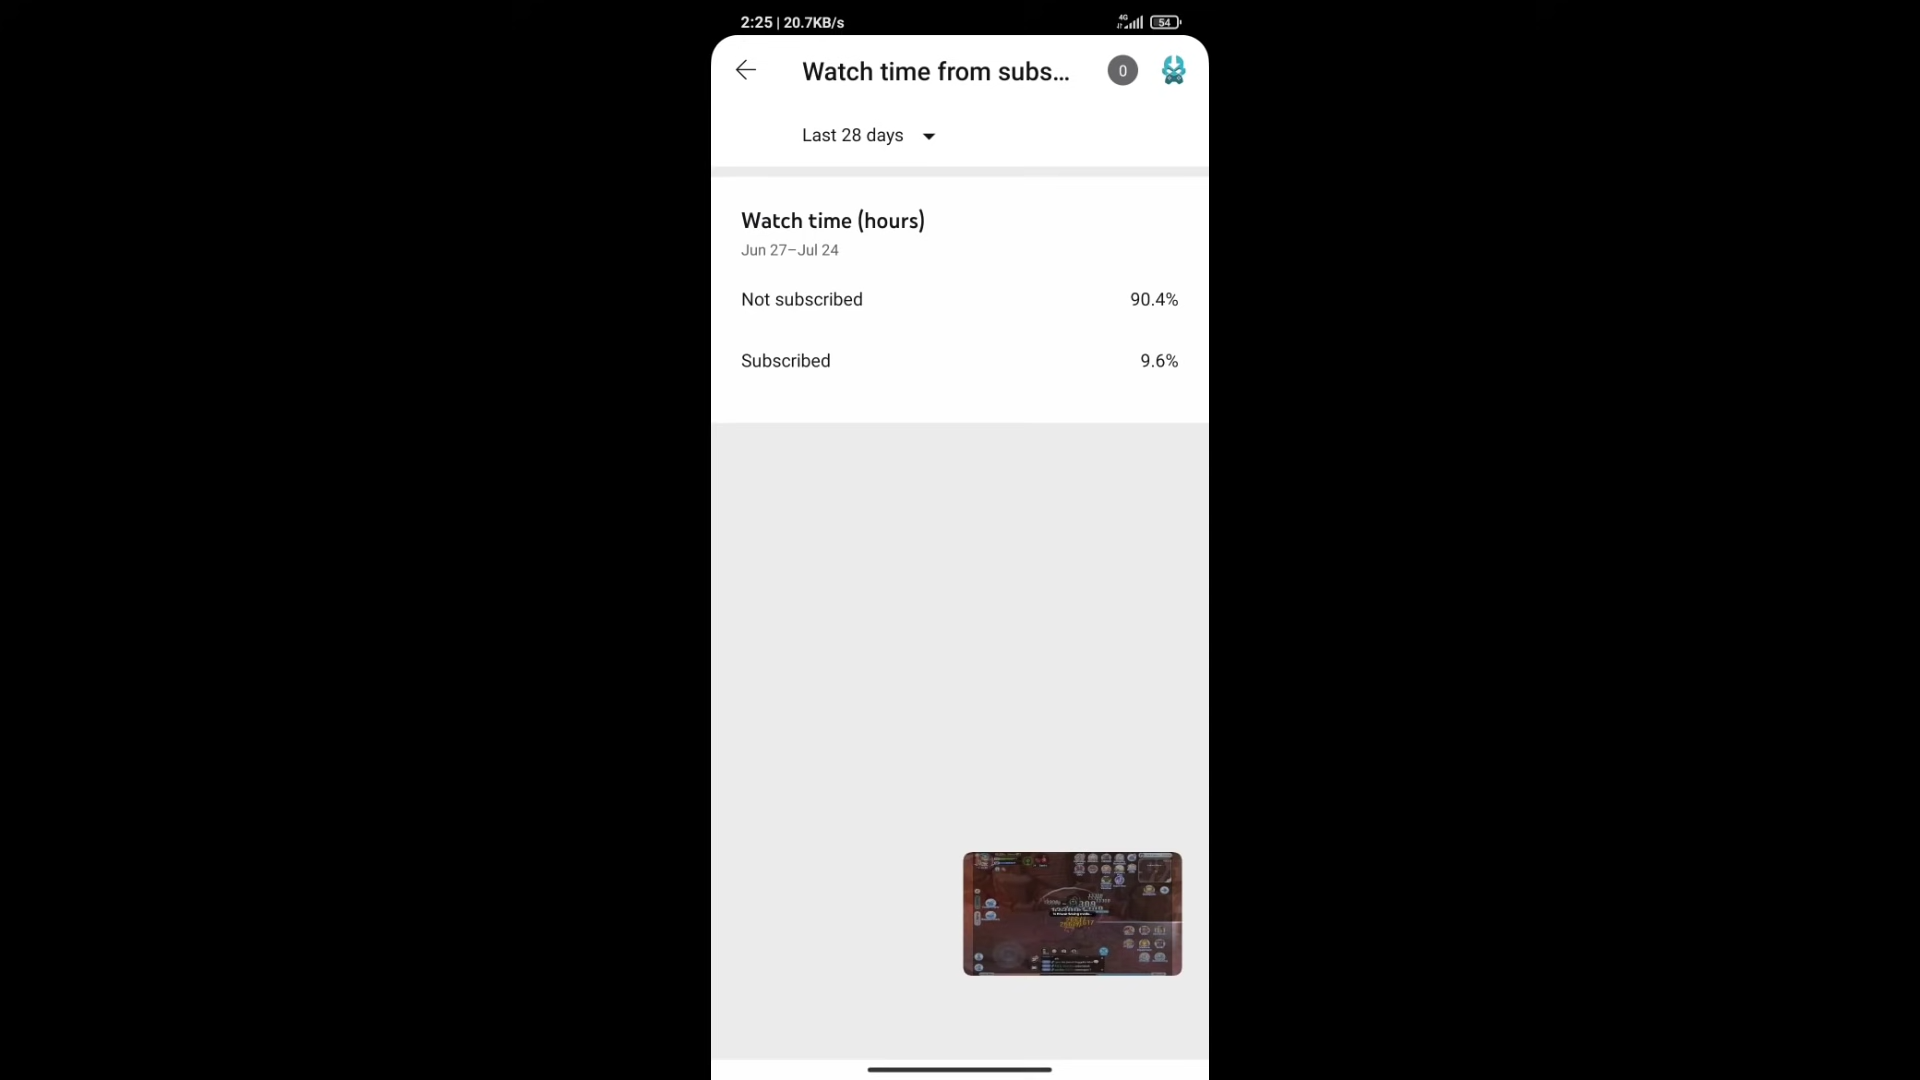 2:25 | 20.7KB/s
4G
54
Watch time from subs...
0
Last 28 days
Watch time (hours)
Jun 27–Jul 24
Not subscribed
90.4%
Subscribed
9.6%